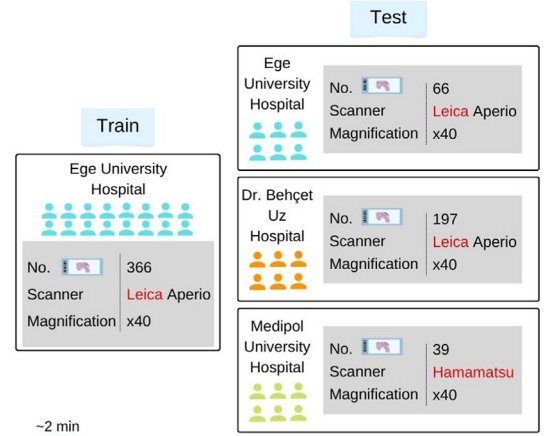 Test
Train
Ege University
Hospital
No. 366
Scanner Leica Aperio
Magnification x40
Ege
University
Hospital
No. 66
Scanner Leica Aperio
Magnification x40
Dr. Behçet
Uz
Hospital
No. 197
Scanner Leica Aperio
Magnification x40
Medipol
University
Hospital
No. 39
Scanner Hamamatsu
Magnification x40
~2 min